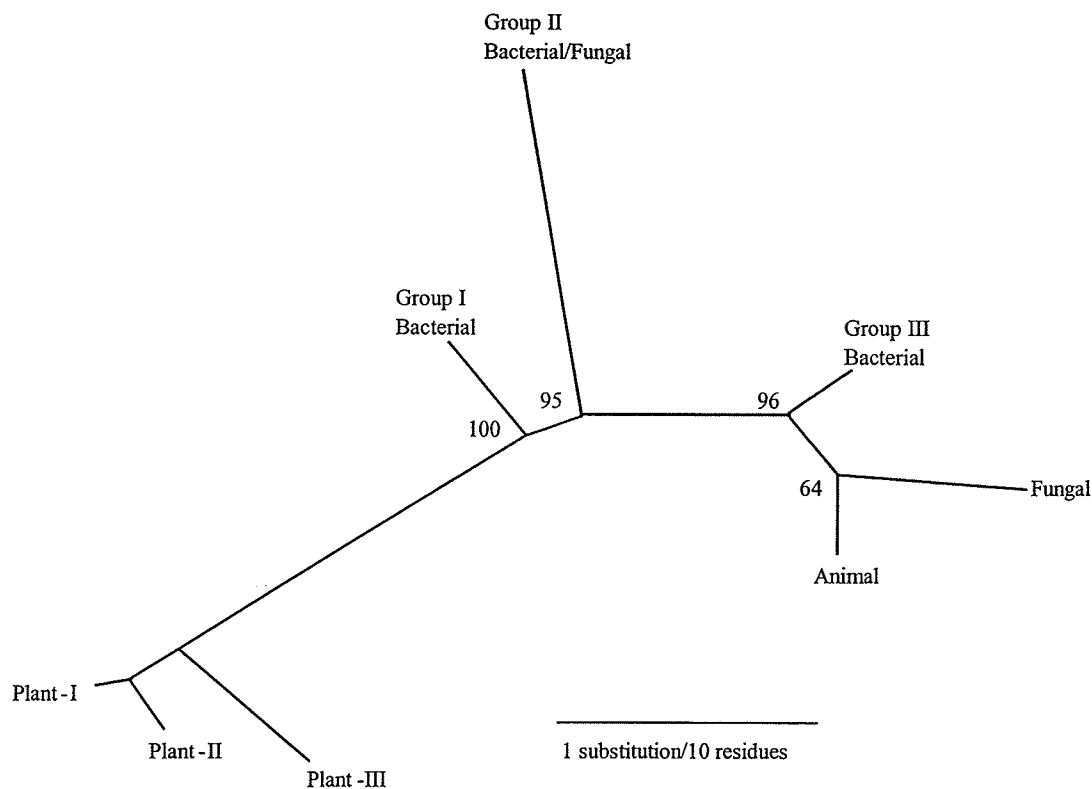 Group II
Bacterial/Fungal
Group I
Bacterial
Group III
Bacterial
95
96
100
64
Fungal
Animal
Plant-I
Plant-II
Plant-III
1 substitution/10 residues